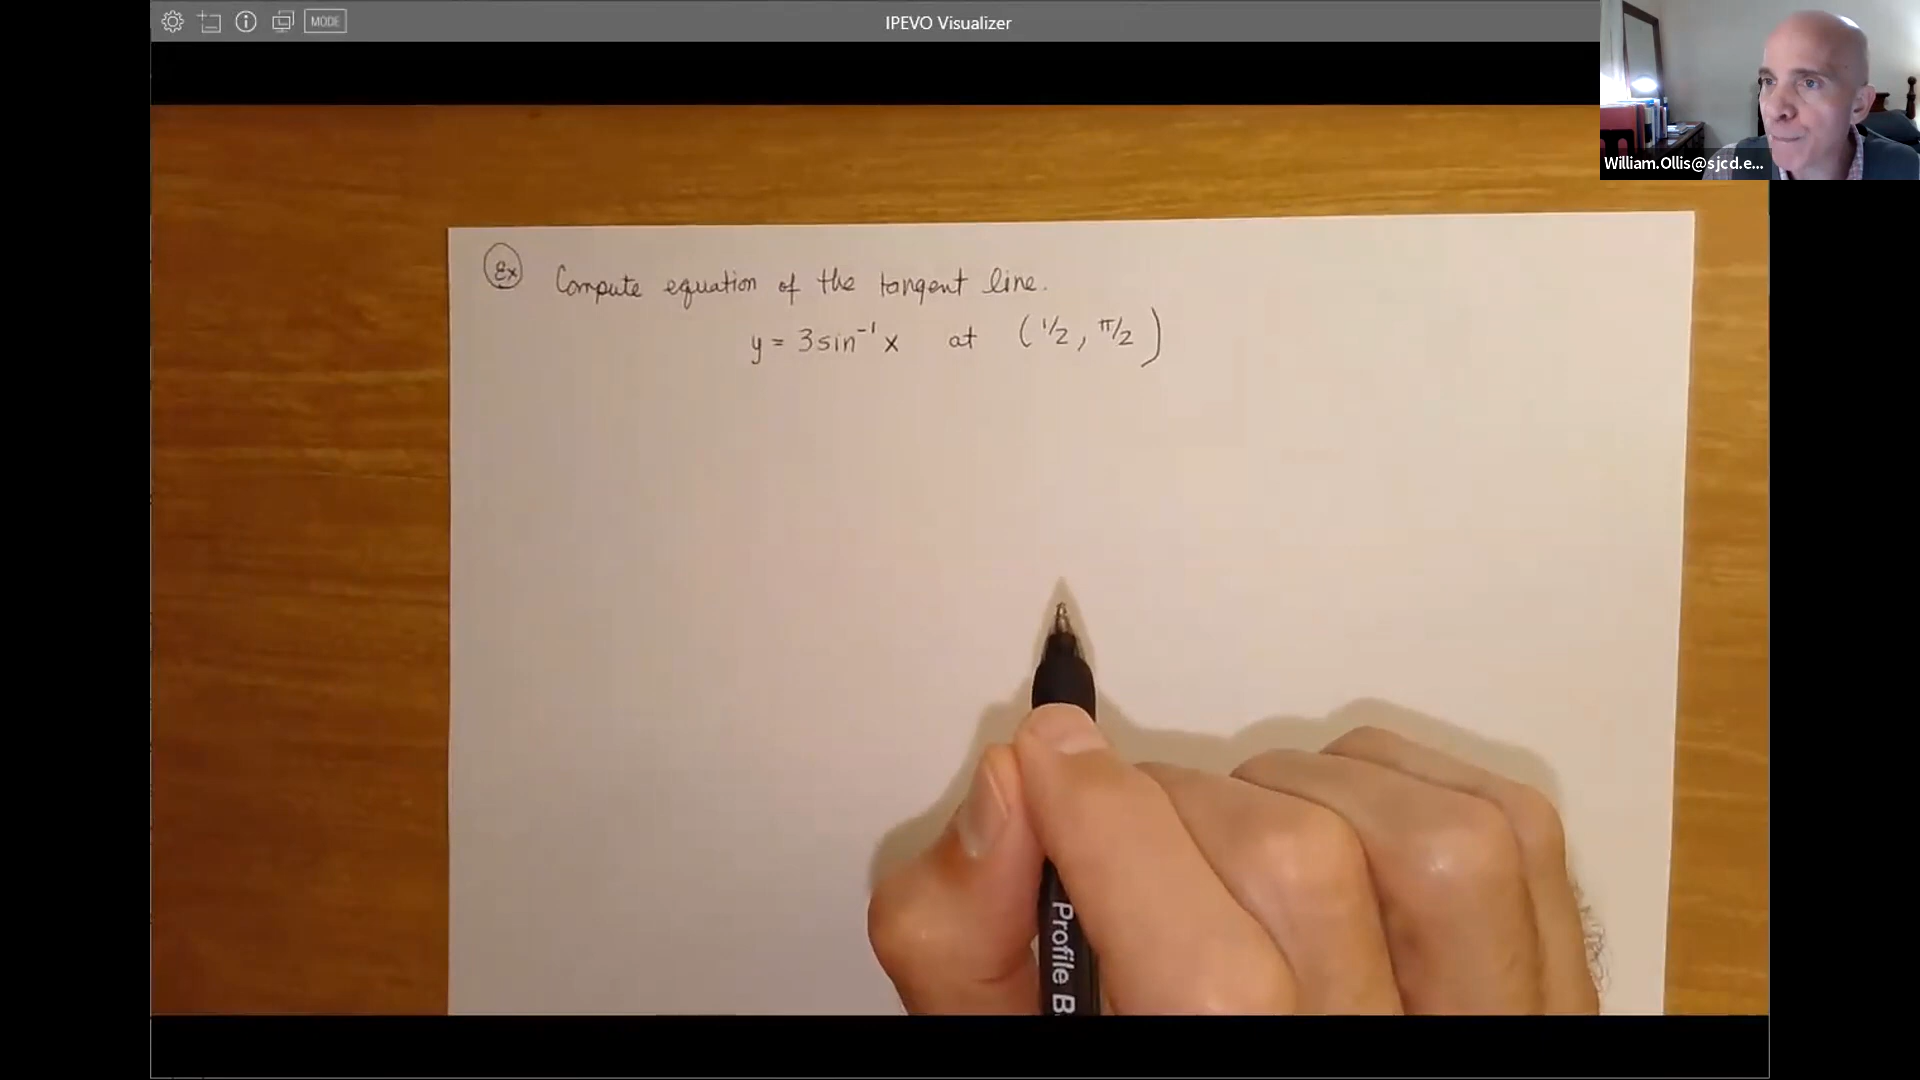 MODE
IPEVO Visualizer
William.Ollis@sjcd.e...
Ex Compute equation of the tangent line.
y = 3sin⁻¹ x at (1/2, π/2)
Profile B